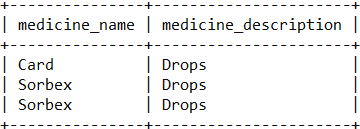 +---------------+----------------------+
| medicine_name | medicine_description |
+---------------+----------------------+
| Card          | Drops                |
| Sorbex        | Drops                |
| Sorbex        | Drops                |
+---------------+----------------------+